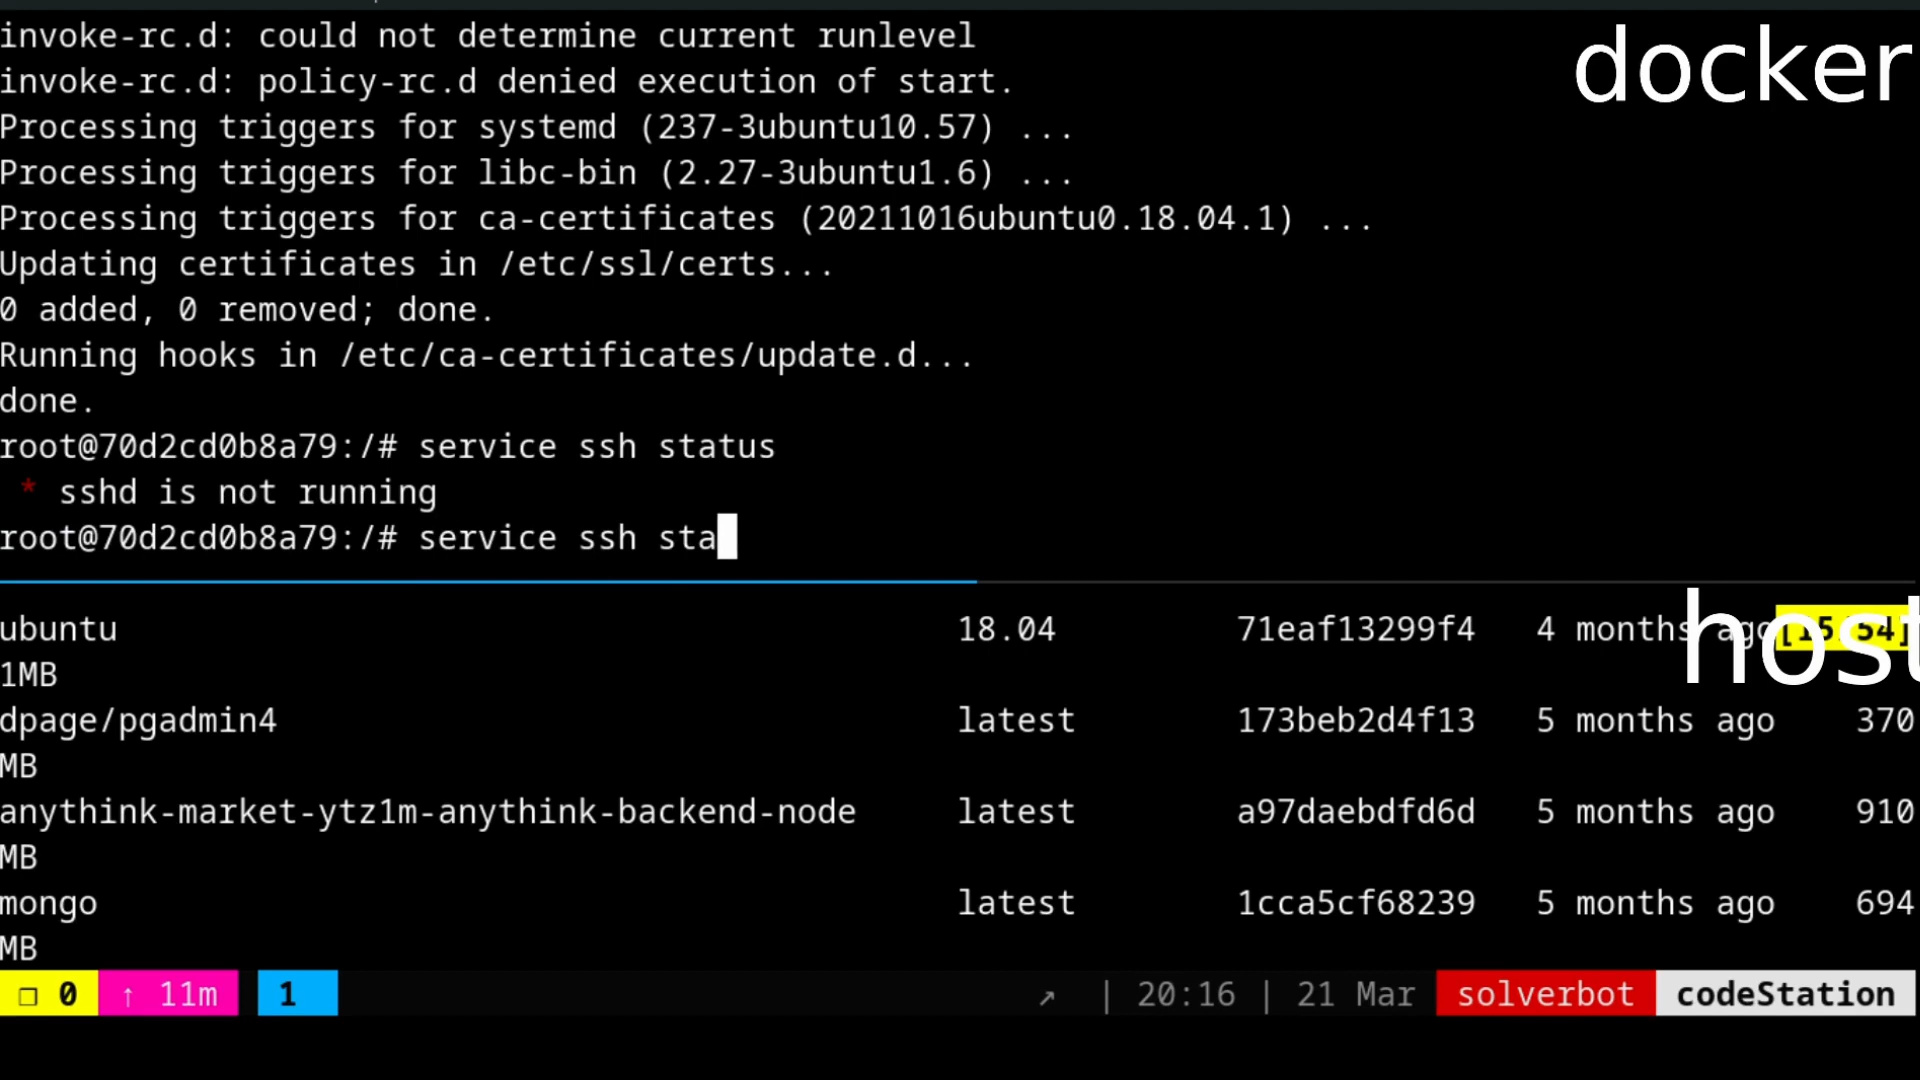 invoke-rc.d: could not determine current runlevel
docker
invoke-rc.d: policy-rc.d denied execution of start.
Processing triggers for systemd (237-3ubuntu10.57) ...
Processing triggers for libc-bin (2.27-3ubuntu1.6) ...
Processing triggers for ca-certificates (20211016ubuntu0.18.04.1) ...
Updating certificates in /etc/ssl/certs...
0 added, 0 removed; done.
Running hooks in /etc/ca-certificates/update.d...
done.
root@70d2cd0b8a79:/# service ssh status
* sshd is not running
root@70d2cd0b8a79:/# service ssh sta
ubuntu 18.04 71eaf13299f4 4 months ago [15/54]
host
1MB
dpage/pgadmin4 latest 173beb2d4f13 5 months ago 370
MB
anythink-market-ytz1m-anythink-backend-node latest a97daebdfd6d 5 months ago 910
MB
mongo latest 1cca5cf68239 5 months ago 694
MB
❐ 0 ↑ 11m 1 ↗ | 20:16 | 21 Mar solverbot codeStation